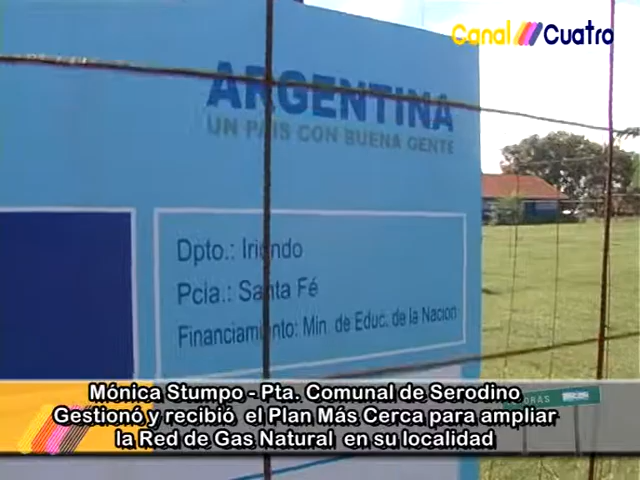 Canal Cuatro
ARGENTINA
UN PAIS CON BUENA GENTE
Dpto.: Iriondo
Pcia.: Santa Fé
Financiamiento: Min. de Educ. de la Nacion
Mónica Stumpo - Pta. Comunal de Serodino
Gestionó y recibió el Plan Más Cerca para ampliar
la Red de Gas Natural en su localidad